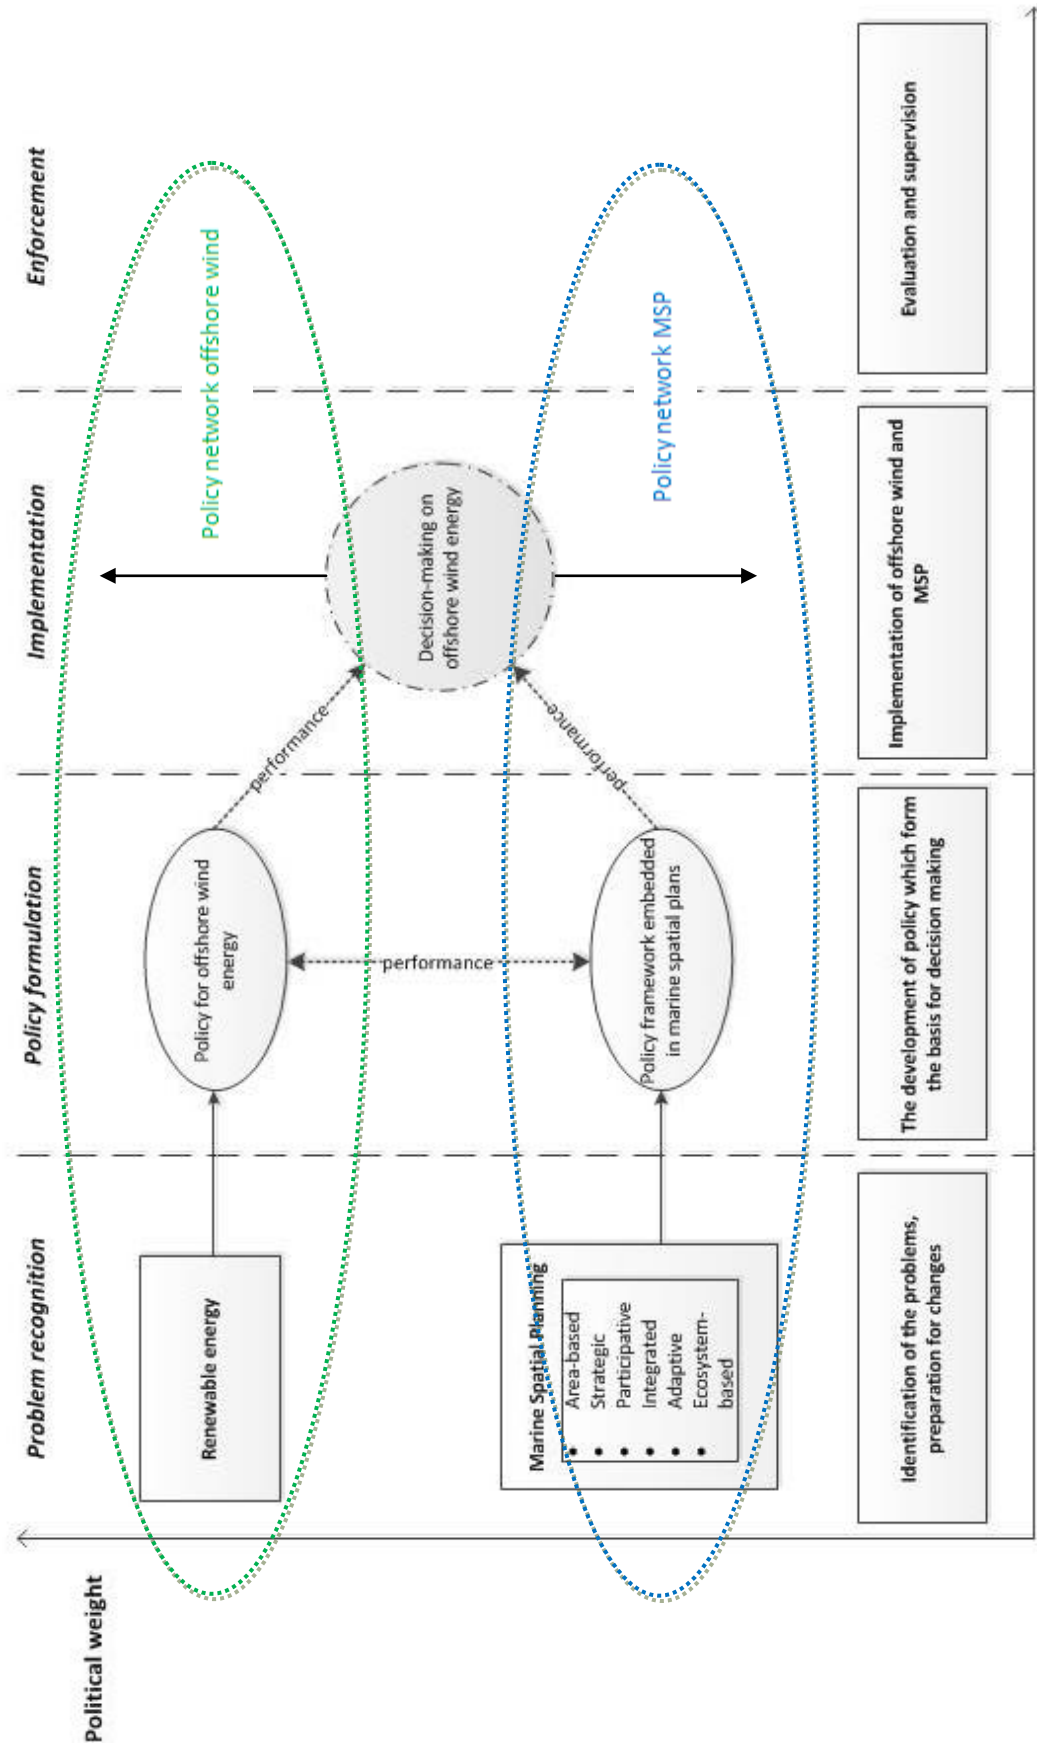 Political weight
Problem recognition
Policy formulation
Implementation
Enforcement
Renewable energy
Policy for offshore wind
energy
performance
Policy network offshore wind
performance
Decision-making on
offshore wind energy
Marine Spatial Planning
• Area-based
• Strategic
• Participative
• Integrated
• Adaptive
• Ecosystem-
based
Policy framework embedded
in marine spatial plans
performance
Policy network MSP
Identification of the problems,
preparation for changes
The development of policy which form
the basis for decision making
Implementation of offshore wind and
MSP
Evaluation and supervision